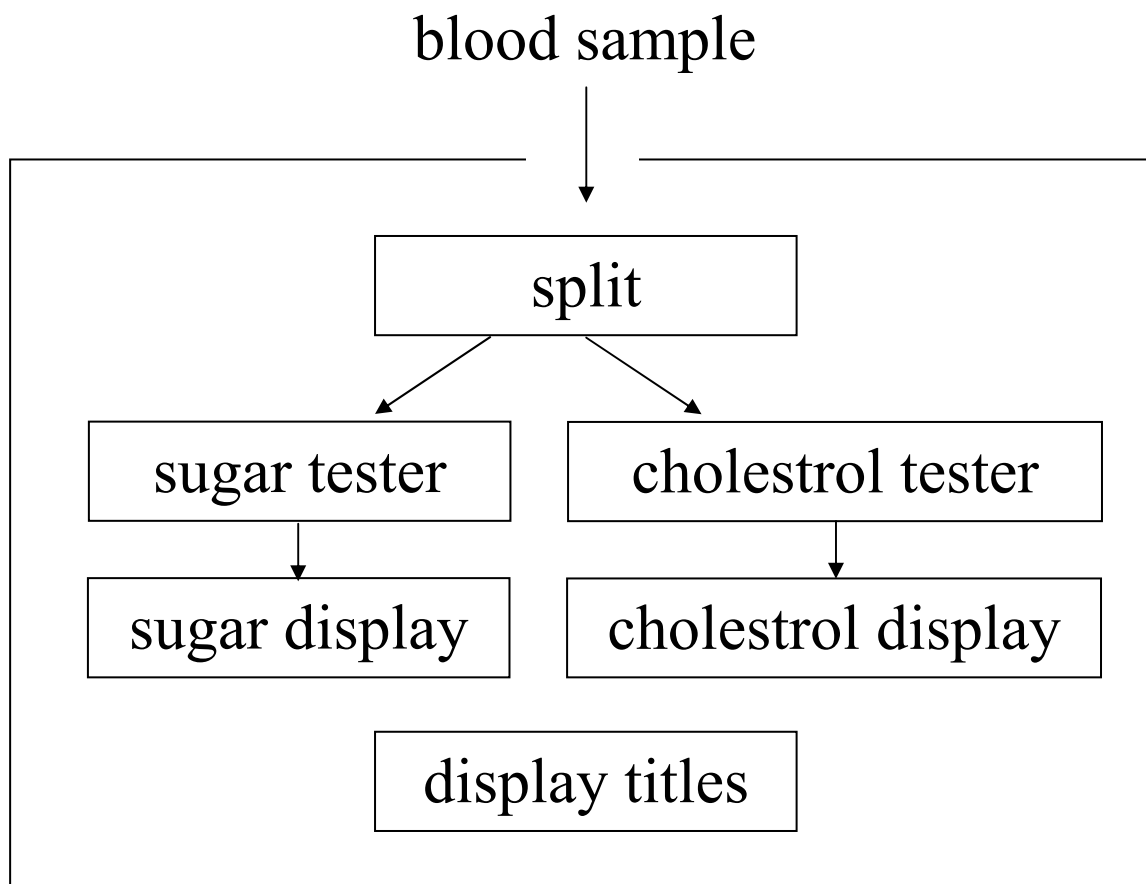 blood sample
split
sugar tester
cholestrol tester
sugar display
cholestrol display
display titles